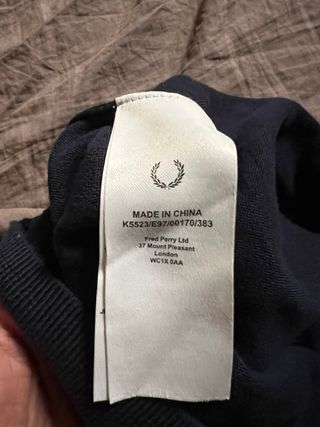 MADE IN CHINA
K5523/E97/00170/383
Fred Perry Ltd
37 Mount Pleasant
London
WC1X 0AA